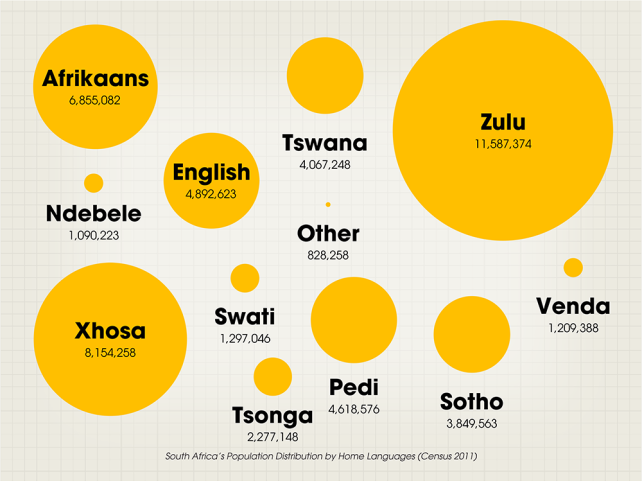 Afrikaans
6,855,082
Tswana
4,067,248
Zulu
11,587,374
English
4,892,623
Ndebele
1,090,223
Other
828,258
Xhosa
8,154,258
Swati
1,297,046
Venda
1,209,388
Pedi
4,618,576
Sotho
3,849,563
Tsonga
2,277,148
South Africa's Population Distribution by Home Languages (Census 2011)